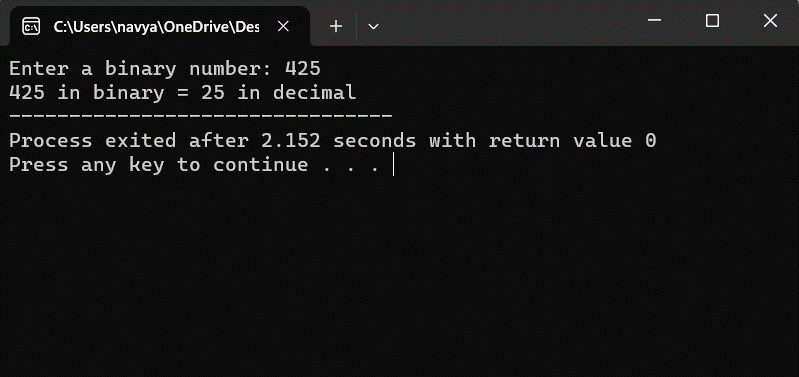 C:\Users\navya\OneDrive\Des
Enter a binary number: 425
425 in binary = 25 in decimal
--------------------------------
Process exited after 2.152 seconds with return value 0
Press any key to continue . . .